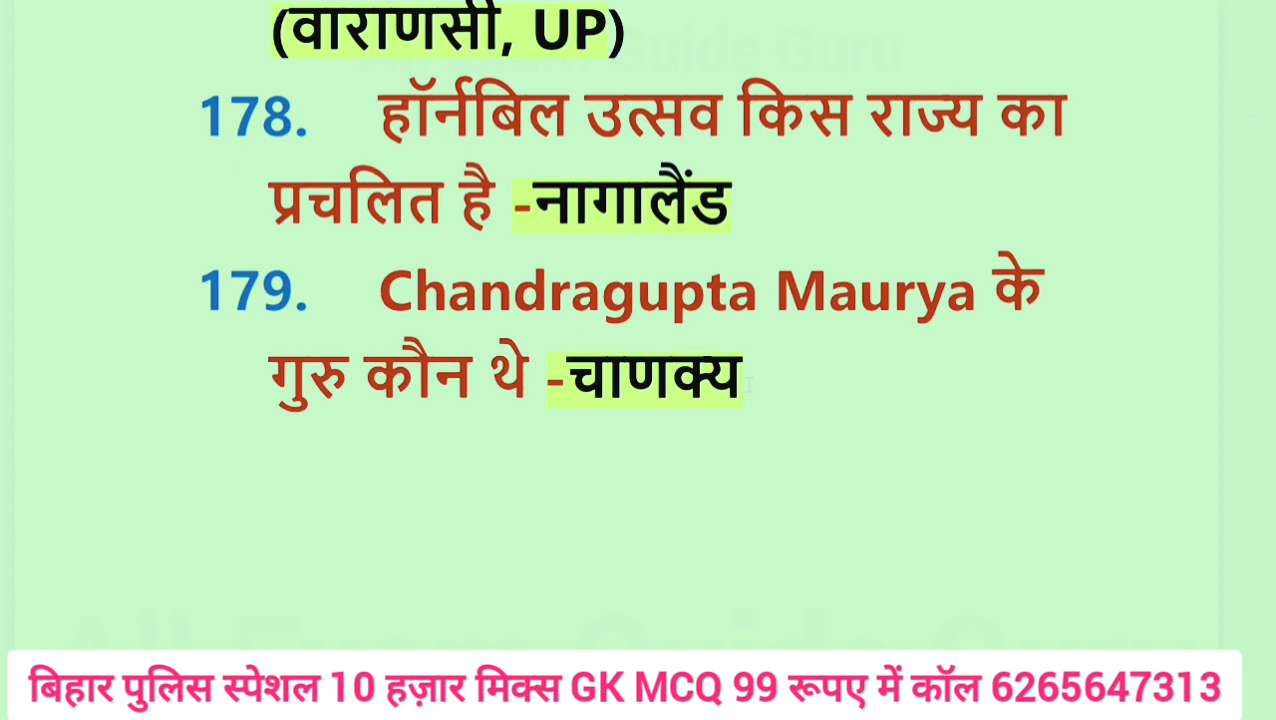 (वाराणसी, UP)
178. हॉर्नबिल उत्सव किस राज्य का
प्रचलित है -नागालैंड
179. Chandragupta Maurya के
गुरु कौन थे -चाणक्य
बिहार पुलिस स्पेशल 10 हज़ार मिक्स GK MCQ 99 रूपए में कॉल 6265647313